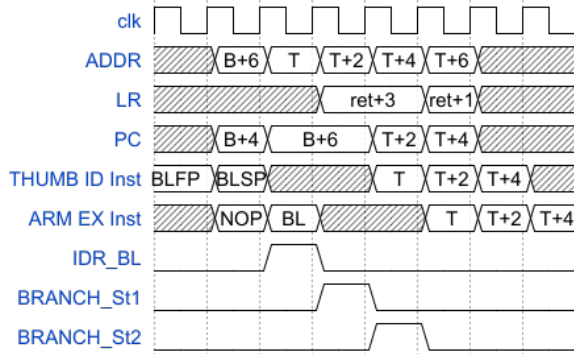 clk
ADDR B+6 T T+2 T+4 T+6
LR ret+3 ret+1
PC B+4 B+6 T+2 T+4
THUMB ID Inst BLFP BLSP T T+2 T+4
ARM EX Inst NOP BL T T+2 T+4
IDR_BL
BRANCH_St1
BRANCH_St2